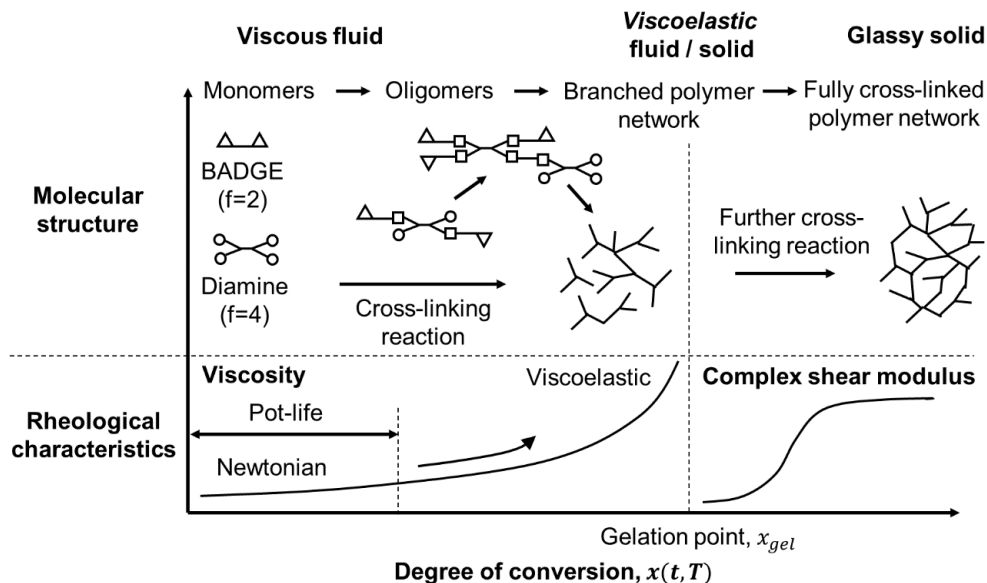 Viscous fluid
Viscoelastic
fluid / solid
Glassy solid
Monomers
Oligomers
Branched polymer
network
Fully cross-linked
polymer network
Molecular
structure
BADGE
(f=2)
Diamine
(f=4)
Cross-linking
reaction
Further cross-
linking reaction
Rheological
characteristics
Viscosity
Pot-life
Newtonian
Viscoelastic
Complex shear modulus
Gelation point, x_gel
Degree of conversion, x(t, T)